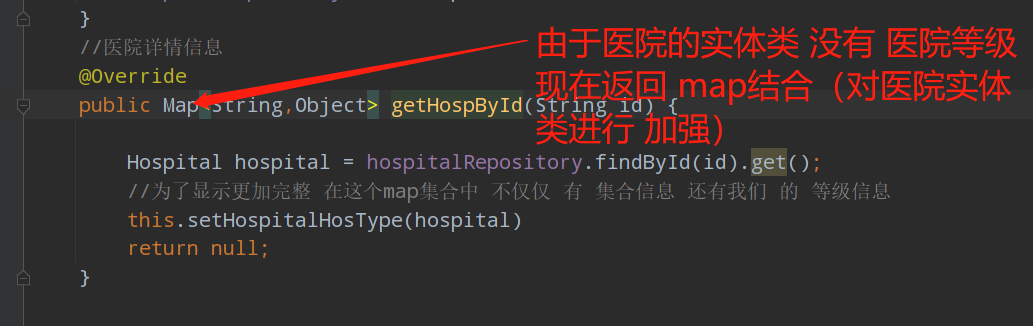 }
//医院详情信息
@Override
public Map<String,Object> getHospById(String id) {
由于医院的实体类 没有 医院等级
现在返回 map结合（对医院实体
类进行 加强）
Hospital hospital = hospitalRepository.findById(id).get();
//为了显示更加完整 在这个map集合中 不仅仅 有 集合信息 还有我们 的 等级信息
this.setHospitalHosType(hospital)
return null;
}